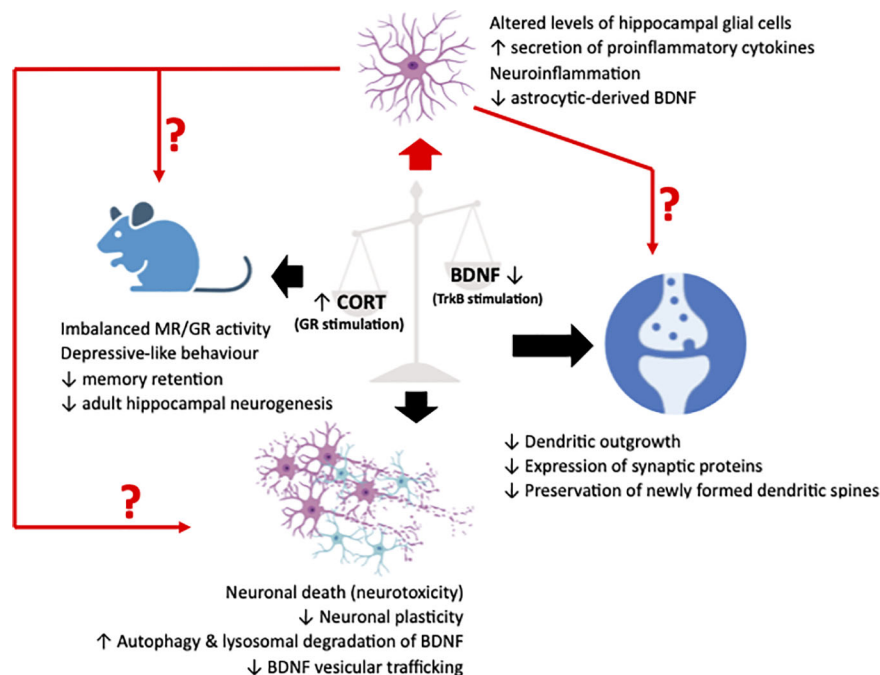 Altered levels of hippocampal glial cells
↑ secretion of proinflammatory cytokines
Neuroinflammation
↓ astrocytic-derived BDNF
?
?
BDNF ↓
(TrkB stimulation)
↑ CORT
(GR stimulation)
Imbalanced MR/GR activity
Depressive-like behaviour
↓ memory retention
↓ adult hippocampal neurogenesis
↓ Dendritic outgrowth
↓ Expression of synaptic proteins
↓ Preservation of newly formed dendritic spines
?
Neuronal death (neurotoxicity)
↓ Neuronal plasticity
↑ Autophagy & lysosomal degradation of BDNF
↓ BDNF vesicular trafficking